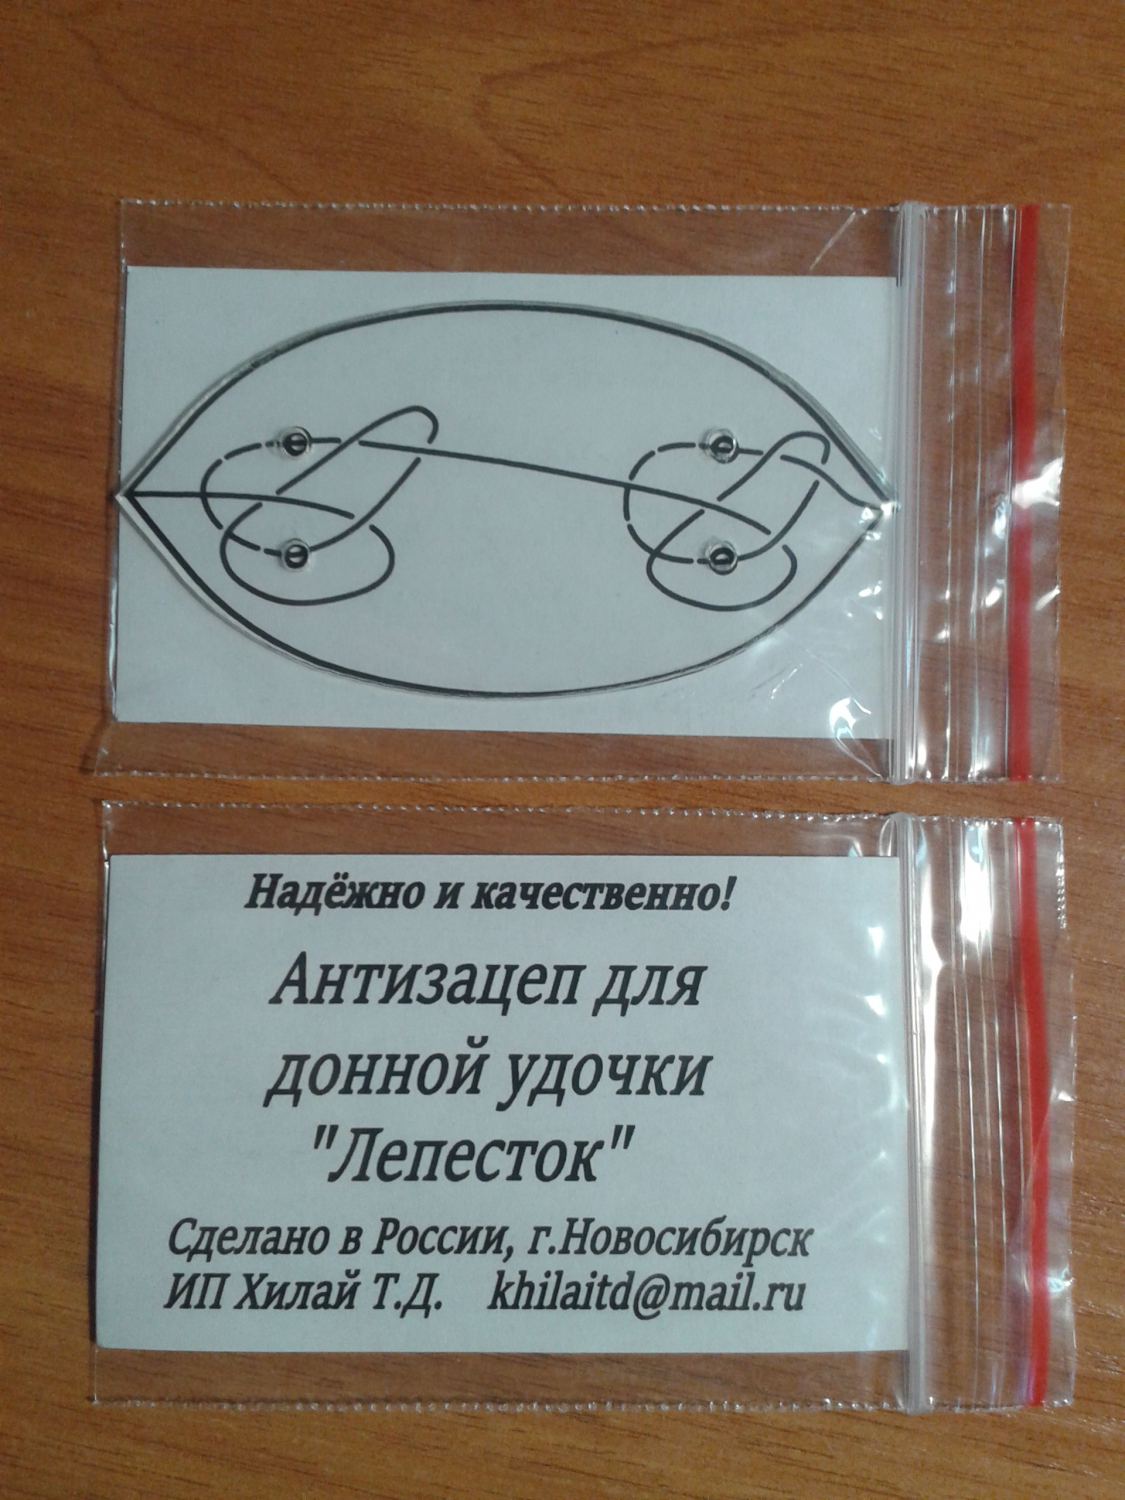 Надёжно и качественно!
Антизацеп для
донной удочки
"Лепесток"
Сделано в России, г.Новосибирск
ИП Хилай Т.Д. khilaitd@mail.ru